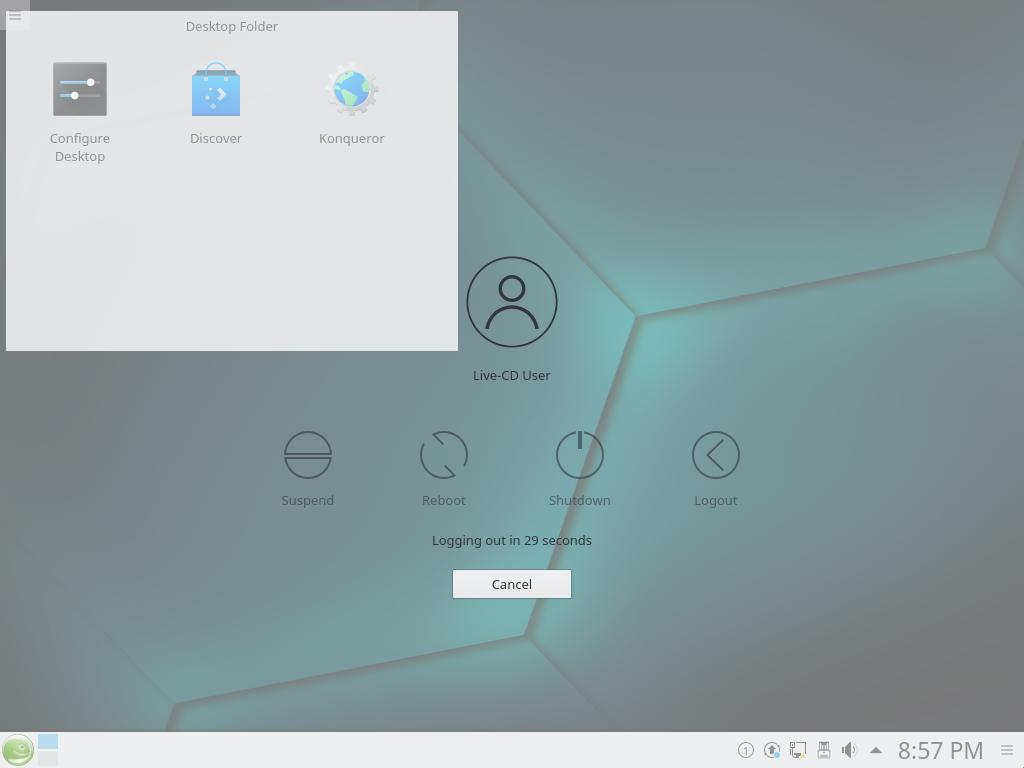 Desktop Folder
Configure
Desktop
Discover
Konqueror
Live-CD User
Suspend
Reboot
Shutdown
Logout
Logging out in 29 seconds
Cancel
1
8:57 PM